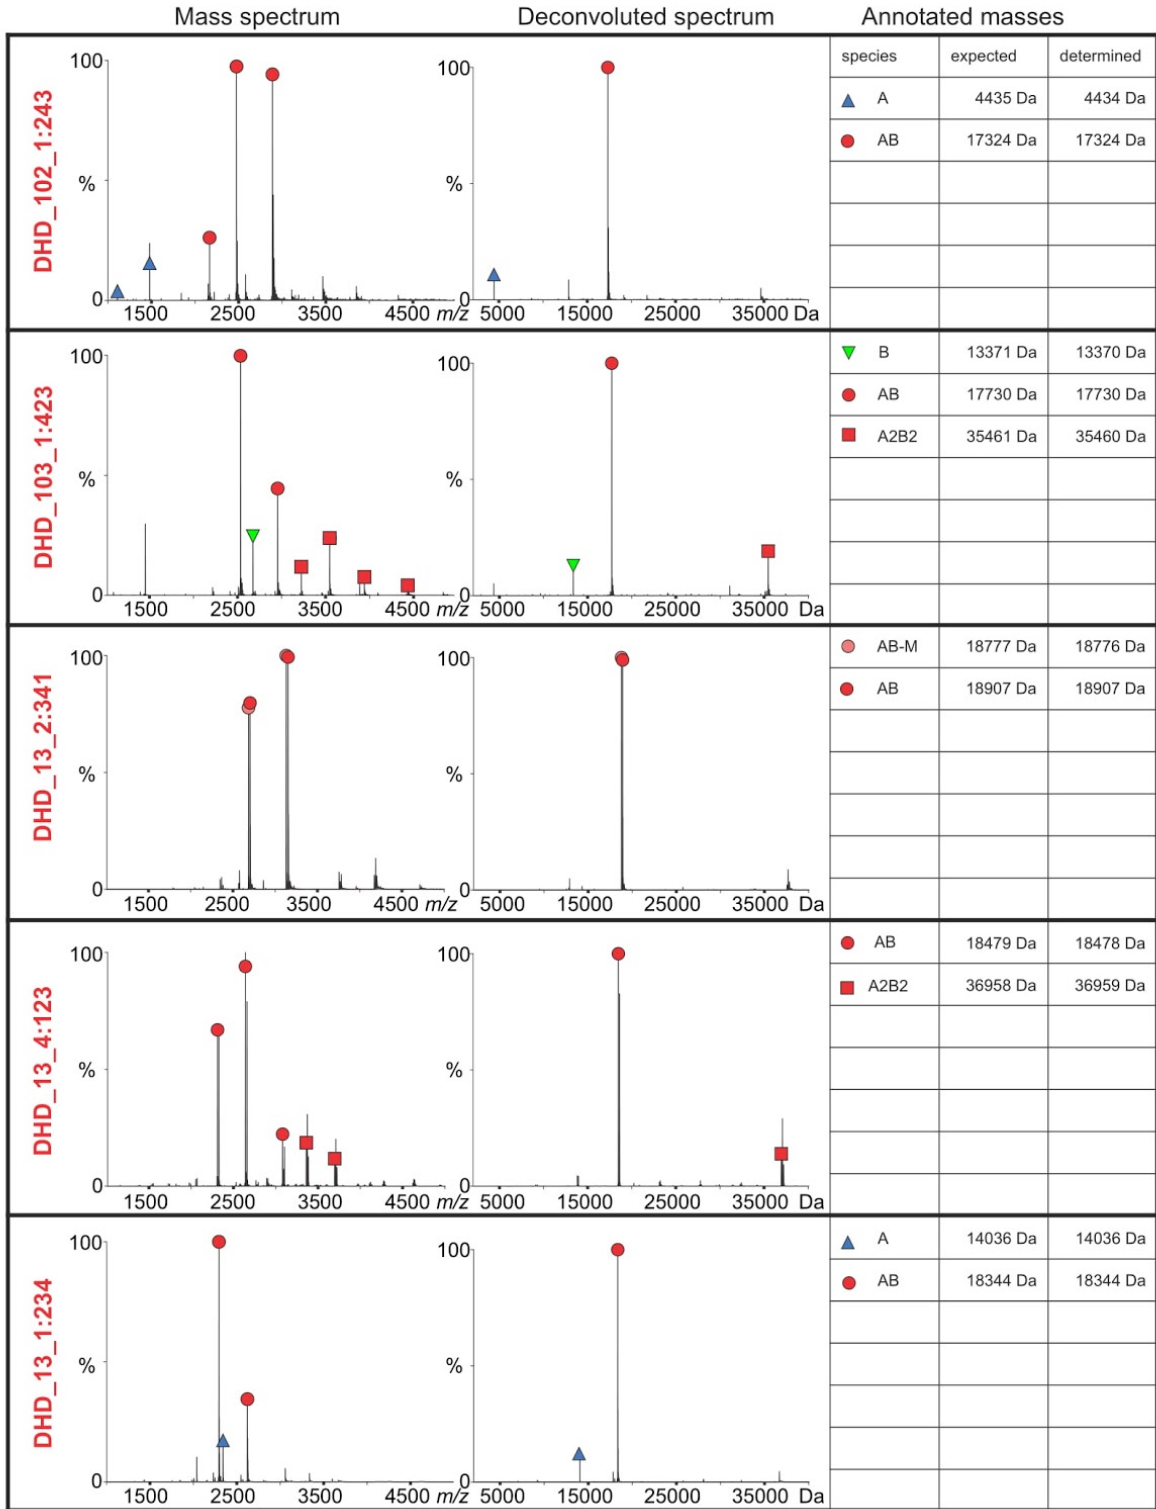 Mass spectrum Deconvoluted spectrum Annotated masses
DHD_102_1:243
100
%
0
1500 2500 3500 4500 m/z
100
%
0
5000 15000 25000 35000 Da
species expected determined
A 4435 Da 4434 Da
AB 17324 Da 17324 Da
DHD_103_1:423
100
%
0
1500 2500 3500 4500 m/z
100
%
0
5000 15000 25000 35000 Da
B 13371 Da 13370 Da
AB 17730 Da 17730 Da
A2B2 35461 Da 35460 Da
DHD_13_2:341
100
%
0
1500 2500 3500 4500 m/z
100
%
0
5000 15000 25000 35000 Da
AB-M 18777 Da 18776 Da
AB 18907 Da 18907 Da
DHD_13_4:123
100
%
0
1500 2500 3500 4500 m/z
100
%
0
5000 15000 25000 35000 Da
AB 18479 Da 18478 Da
A2B2 36958 Da 36959 Da
DHD_13_1:234
100
%
0
1500 2500 3500 4500 m/z
100
%
0
5000 15000 25000 35000 Da
A 14036 Da 14036 Da
AB 18344 Da 18344 Da